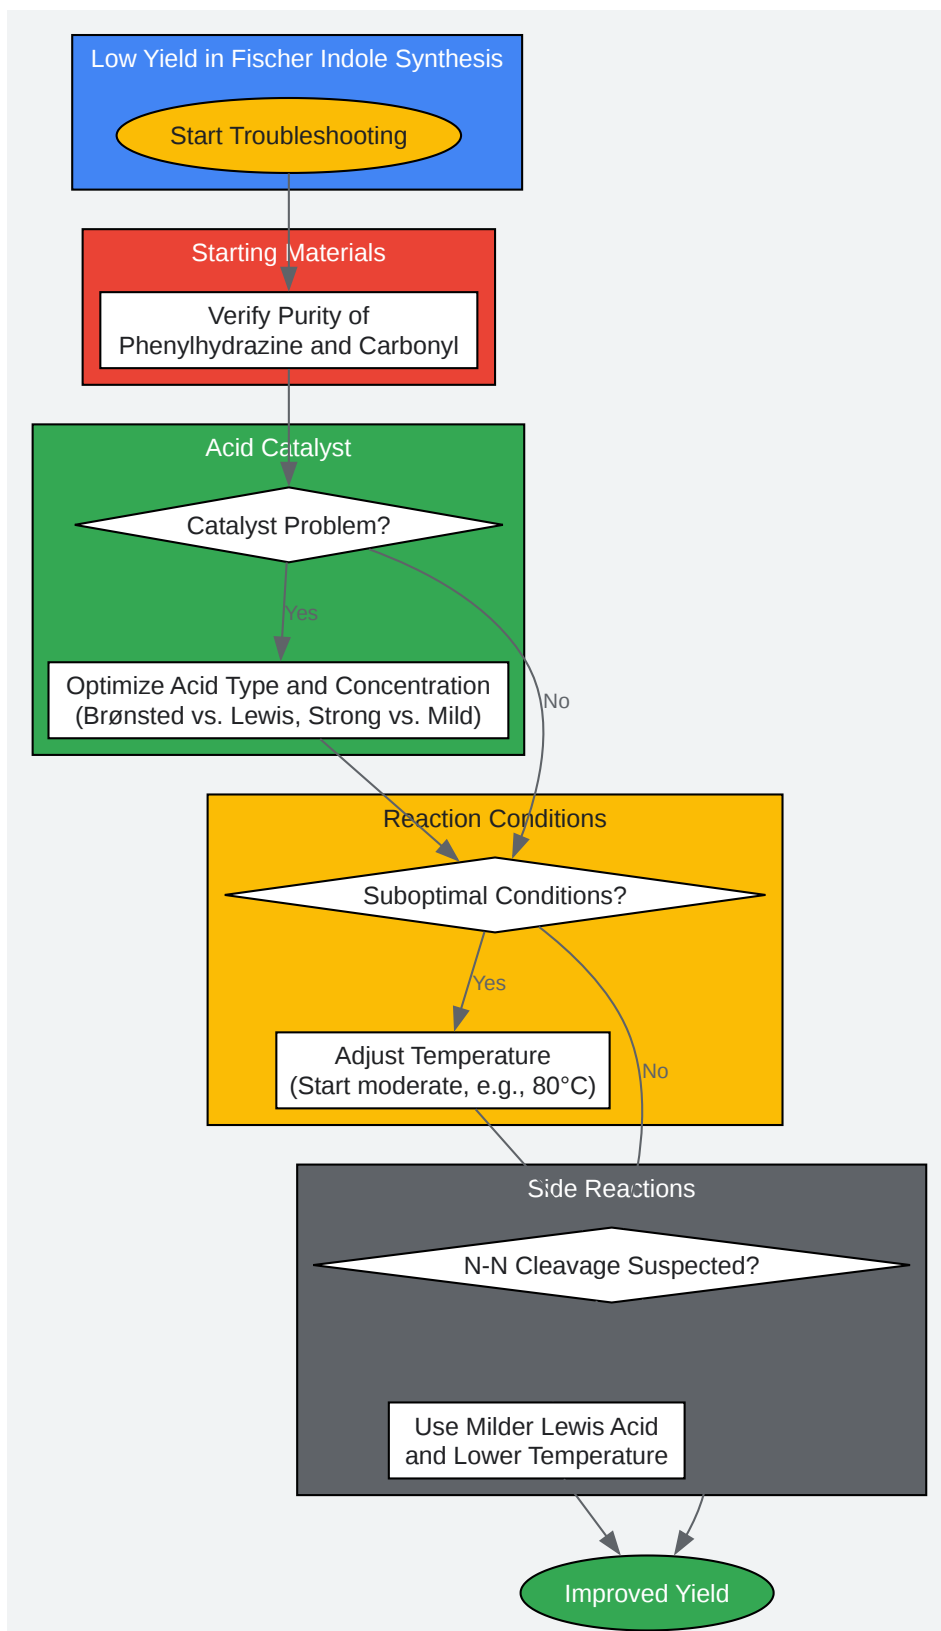 Low Yield in Fischer Indole Synthesis
Start Troubleshooting
Starting Materials
Verify Purity of
Phenylhydrazine and Carbonyl
Acid Catalyst
Catalyst Problem?
Yes
Optimize Acid Type and Concentration
(Brønsted vs. Lewis, Strong vs. Mild)
No
Reaction Conditions
Suboptimal Conditions?
Yes
Adjust Temperature
(Start moderate, e.g., 80°C)
No
Side Reactions
N-N Cleavage Suspected?
Use Milder Lewis Acid
and Lower Temperature
Improved Yield